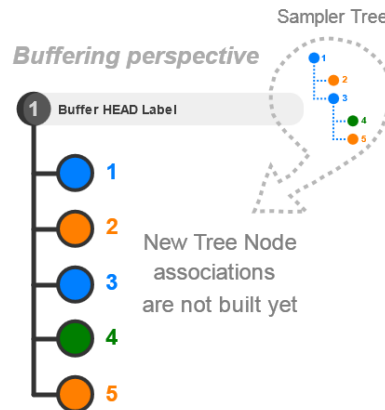 Sampler Tree
1
2
3
4
5
Buffering perspective
1 Buffer HEAD Label
1
2
New Tree Node
associations
3
are not built yet
4
5